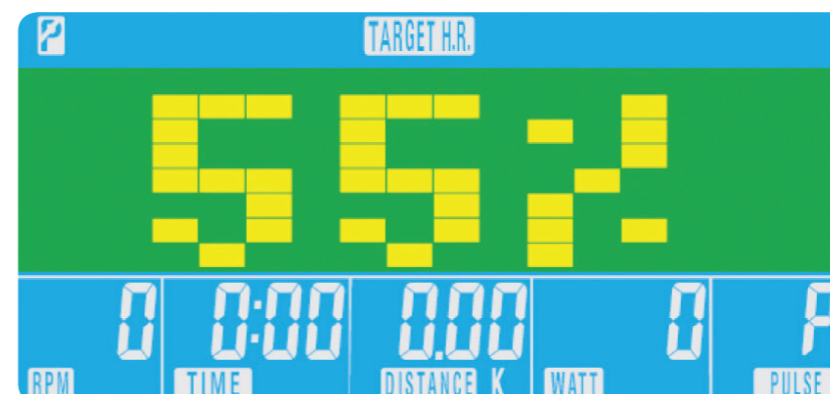 P
TARGET H.R.
55%
0 0:00 0.00 0 P
RPM TIME DISTANCE K WATT PULSE